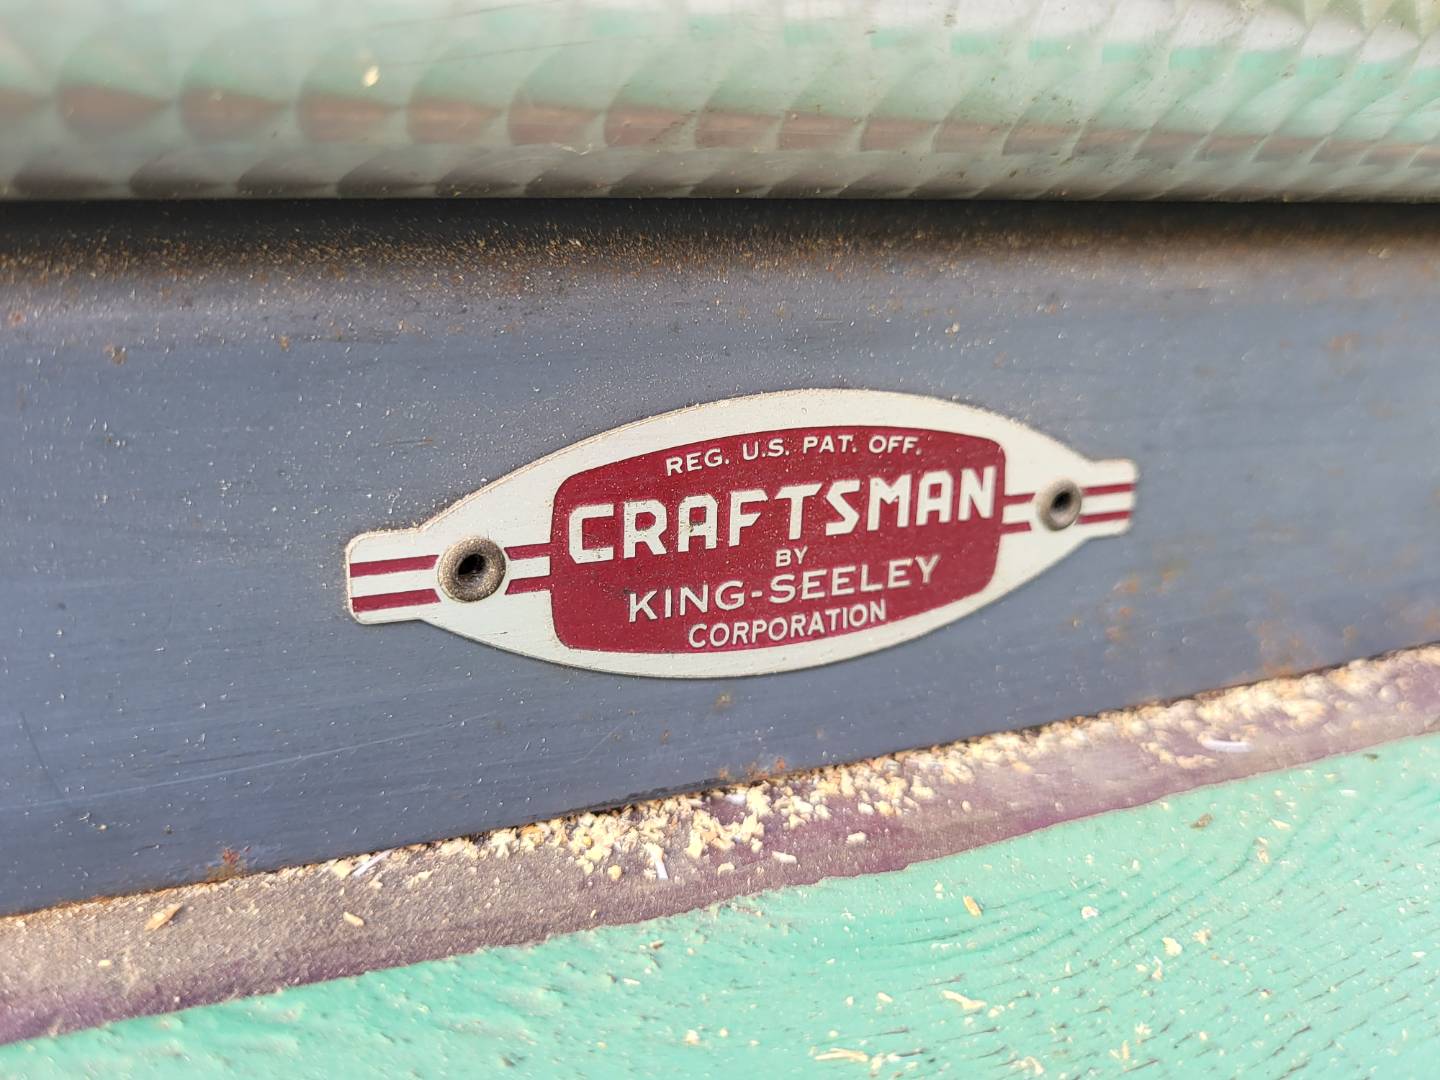 REG. U.S. PAT. OFF.
CRAFTSMAN
BY
KING-SEELEY
CORPORATION